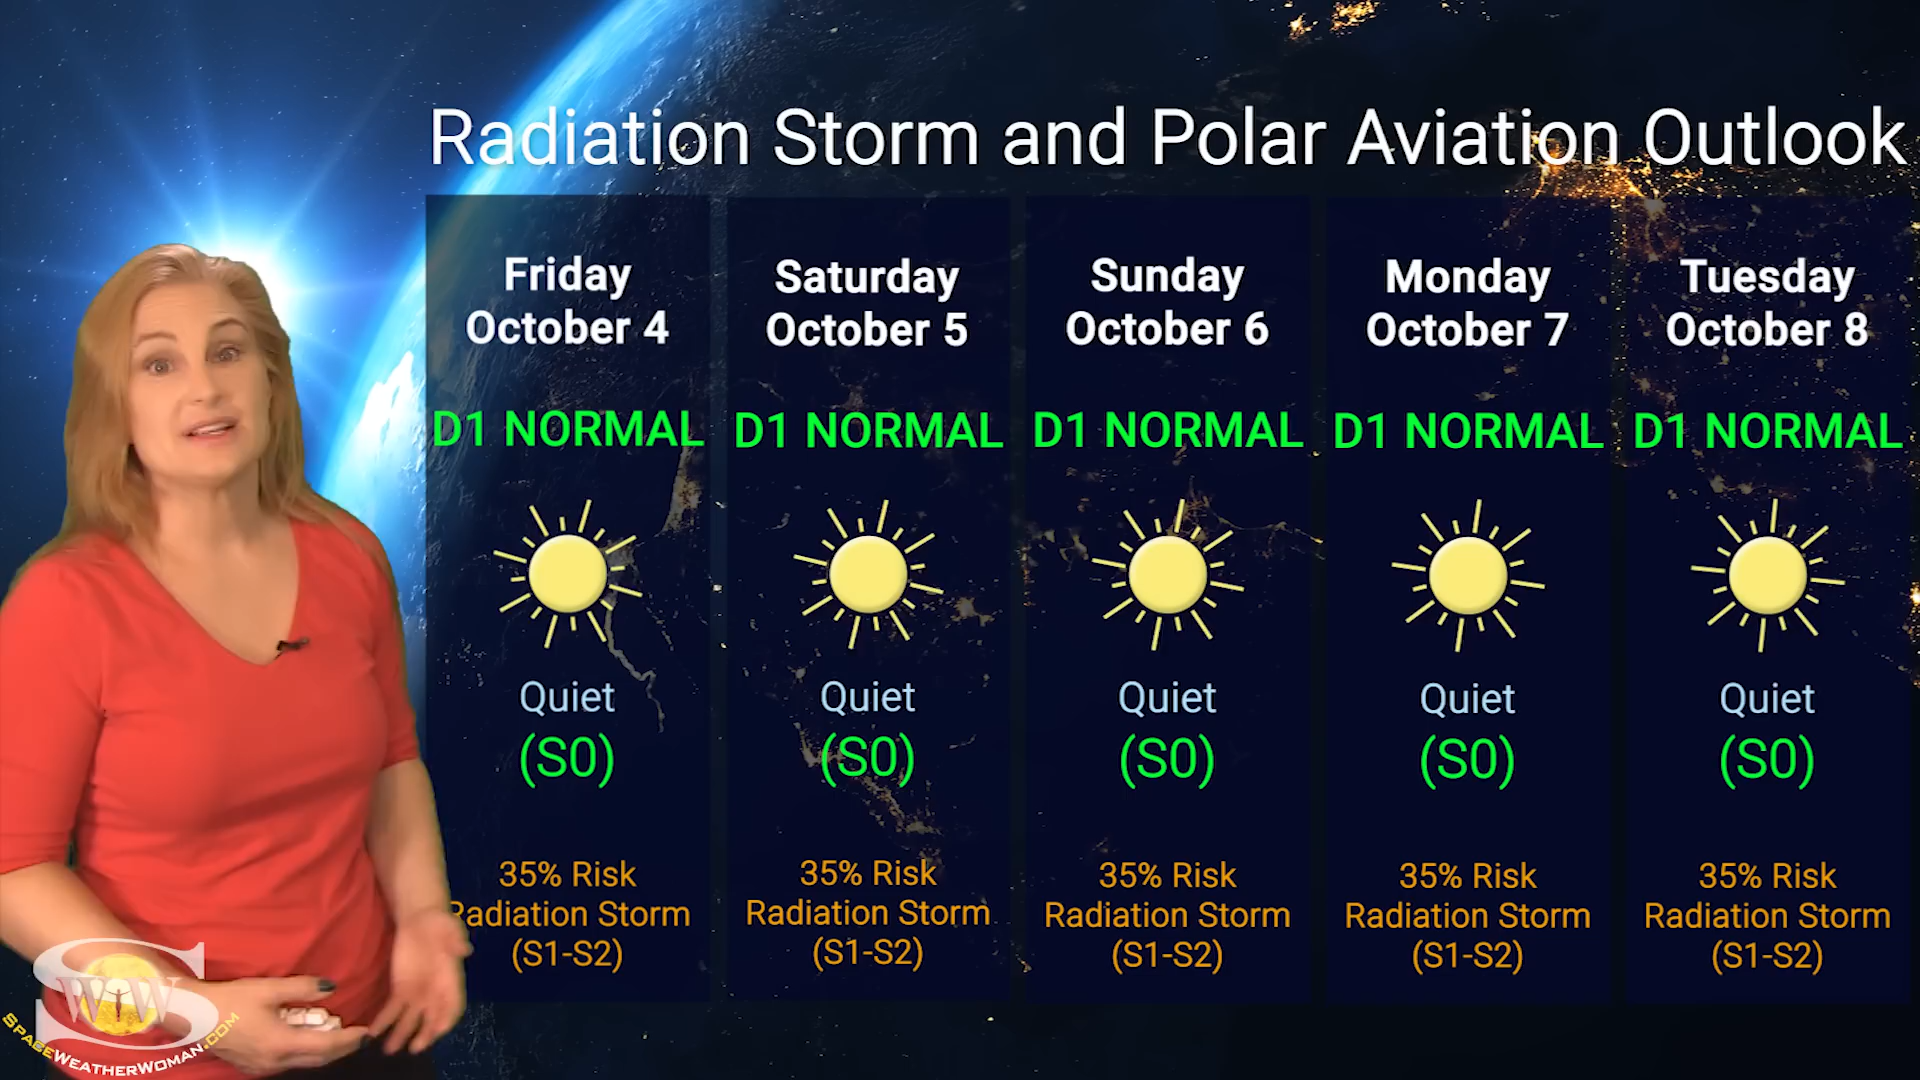 Radiation Storm and Polar Aviation Outlook
Friday
October 4
D1 NORMAL
Quiet
(S0)
35% Risk
Radiation Storm
(S1-S2)
Saturday
October 5
D1 NORMAL
Quiet
(S0)
35% Risk
Radiation Storm
(S1-S2)
Sunday
October 6
D1 NORMAL
Quiet
(S0)
35% Risk
Radiation Storm
(S1-S2)
Monday
October 7
D1 NORMAL
Quiet
(S0)
35% Risk
Radiation Storm
(S1-S2)
Tuesday
October 8
D1 NORMAL
Quiet
(S0)
35% Risk
Radiation Storm
(S1-S2)
SWW
SPACEWEATHERWOMAN.COM